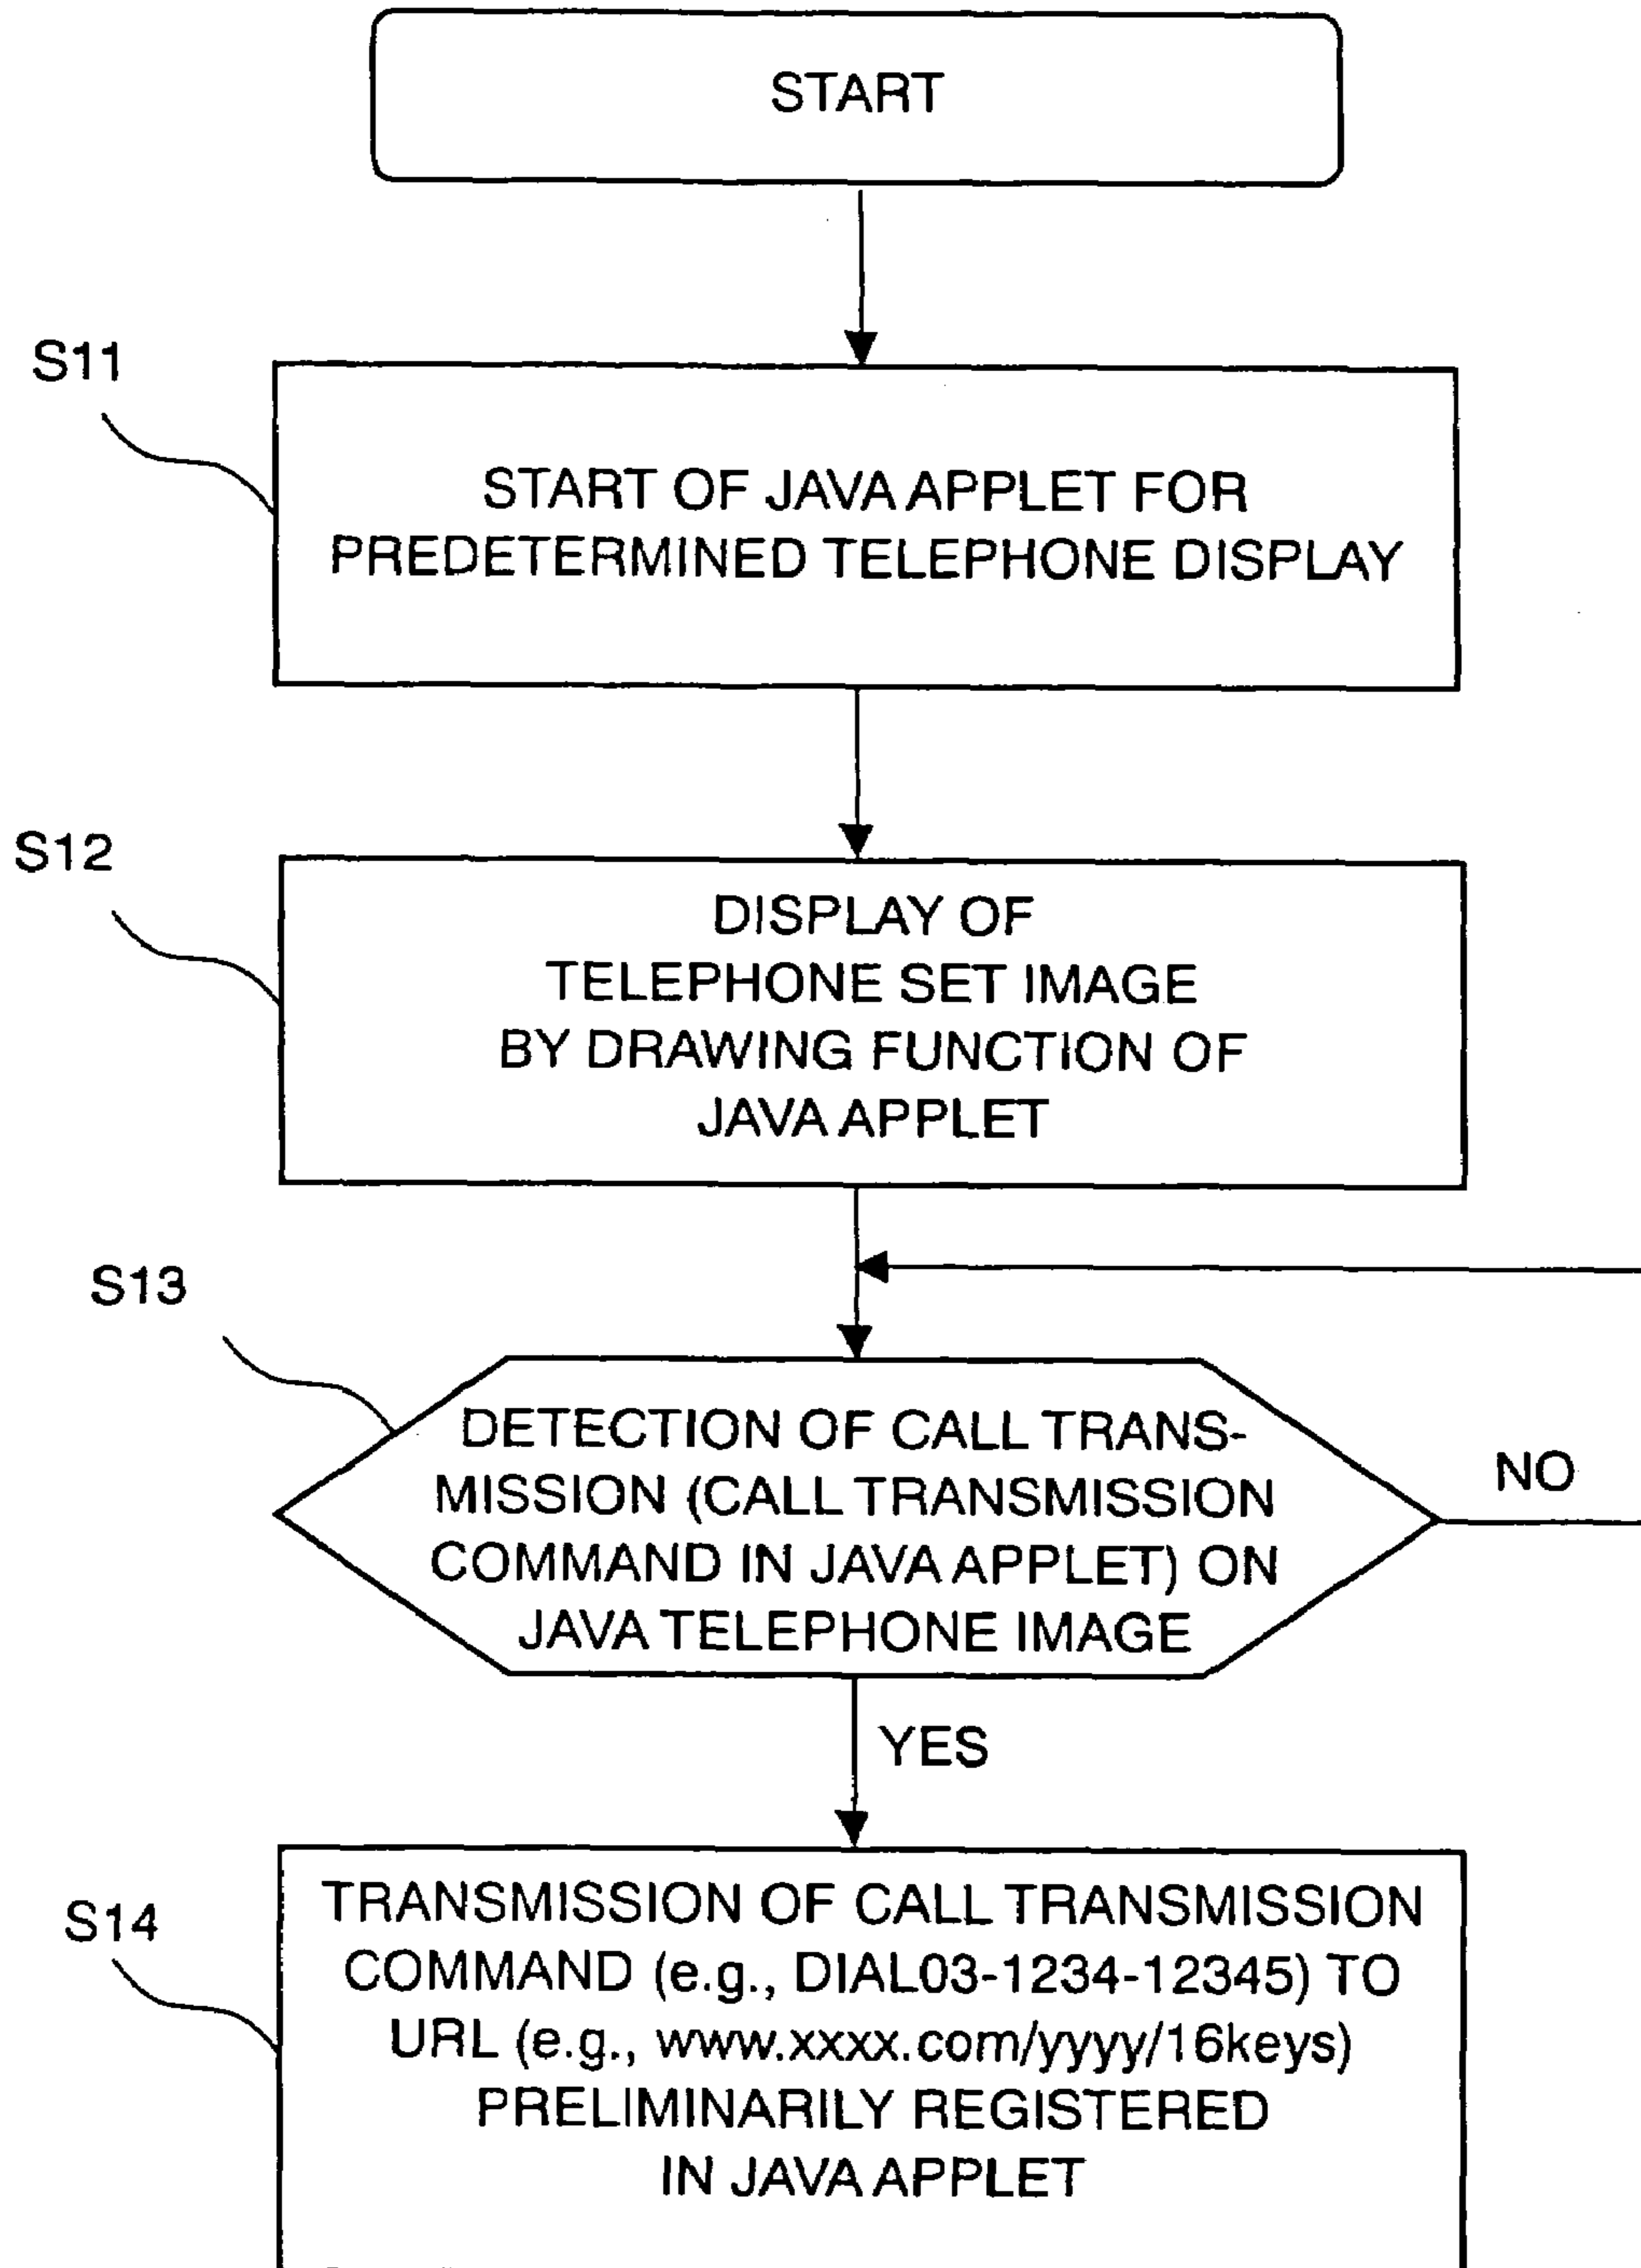 START
S11
START OF JAVA APPLET FOR
PREDETERMINED TELEPHONE DISPLAY
S12
DISPLAY OF
TELEPHONE SET IMAGE
BY DRAWING FUNCTION OF
JAVA APPLET
S13
DETECTION OF CALL TRANS-
MISSION (CALL TRANSMISSION
COMMAND IN JAVA APPLET) ON
JAVA TELEPHONE IMAGE
NO
YES
S14
TRANSMISSION OF CALL TRANSMISSION
COMMAND (e.g., DIAL03-1234-12345) TO
URL (e.g., www.xxxx.com/yyyy/16keys)
PRELIMINARILY REGISTERED
IN JAVA APPLET